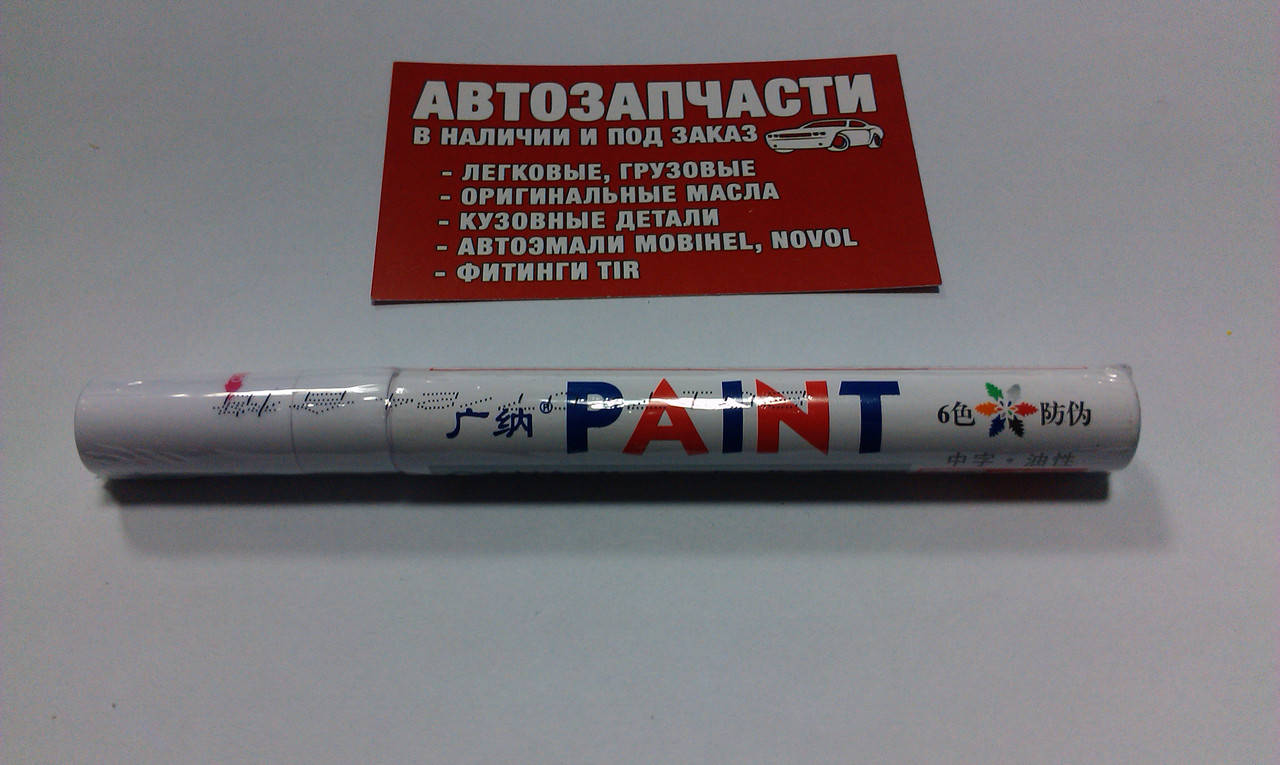 АВТОЗАПЧАСТИ
В НАЛИЧИИ И ПОД ЗАКАЗ
- ЛЕГКОВЫЕ, ГРУЗОВЫЕ
- ОРИГИНАЛЬНЫЕ МАСЛА
- КУЗОВНЫЕ ДЕТАЛИ
- АВТОЭМАЛИ MOBIHEL, NOVOL
- ФИТИНГИ TIR
广纳® PAINT 6色 防伪
中字·油性